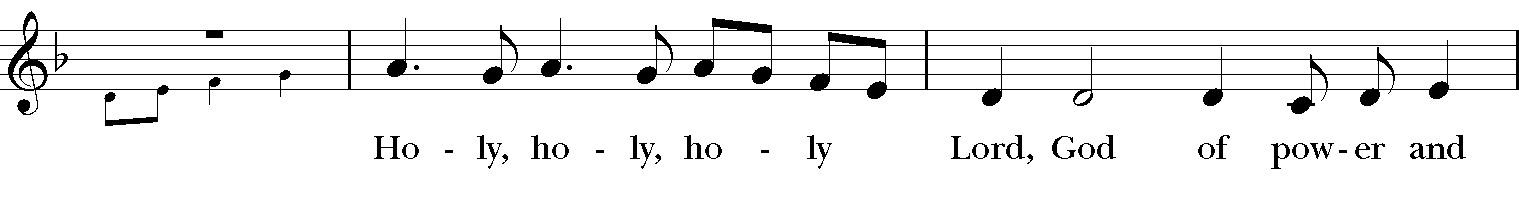 Ho - ly, ho - ly, ho - ly Lord, God of pow - er and